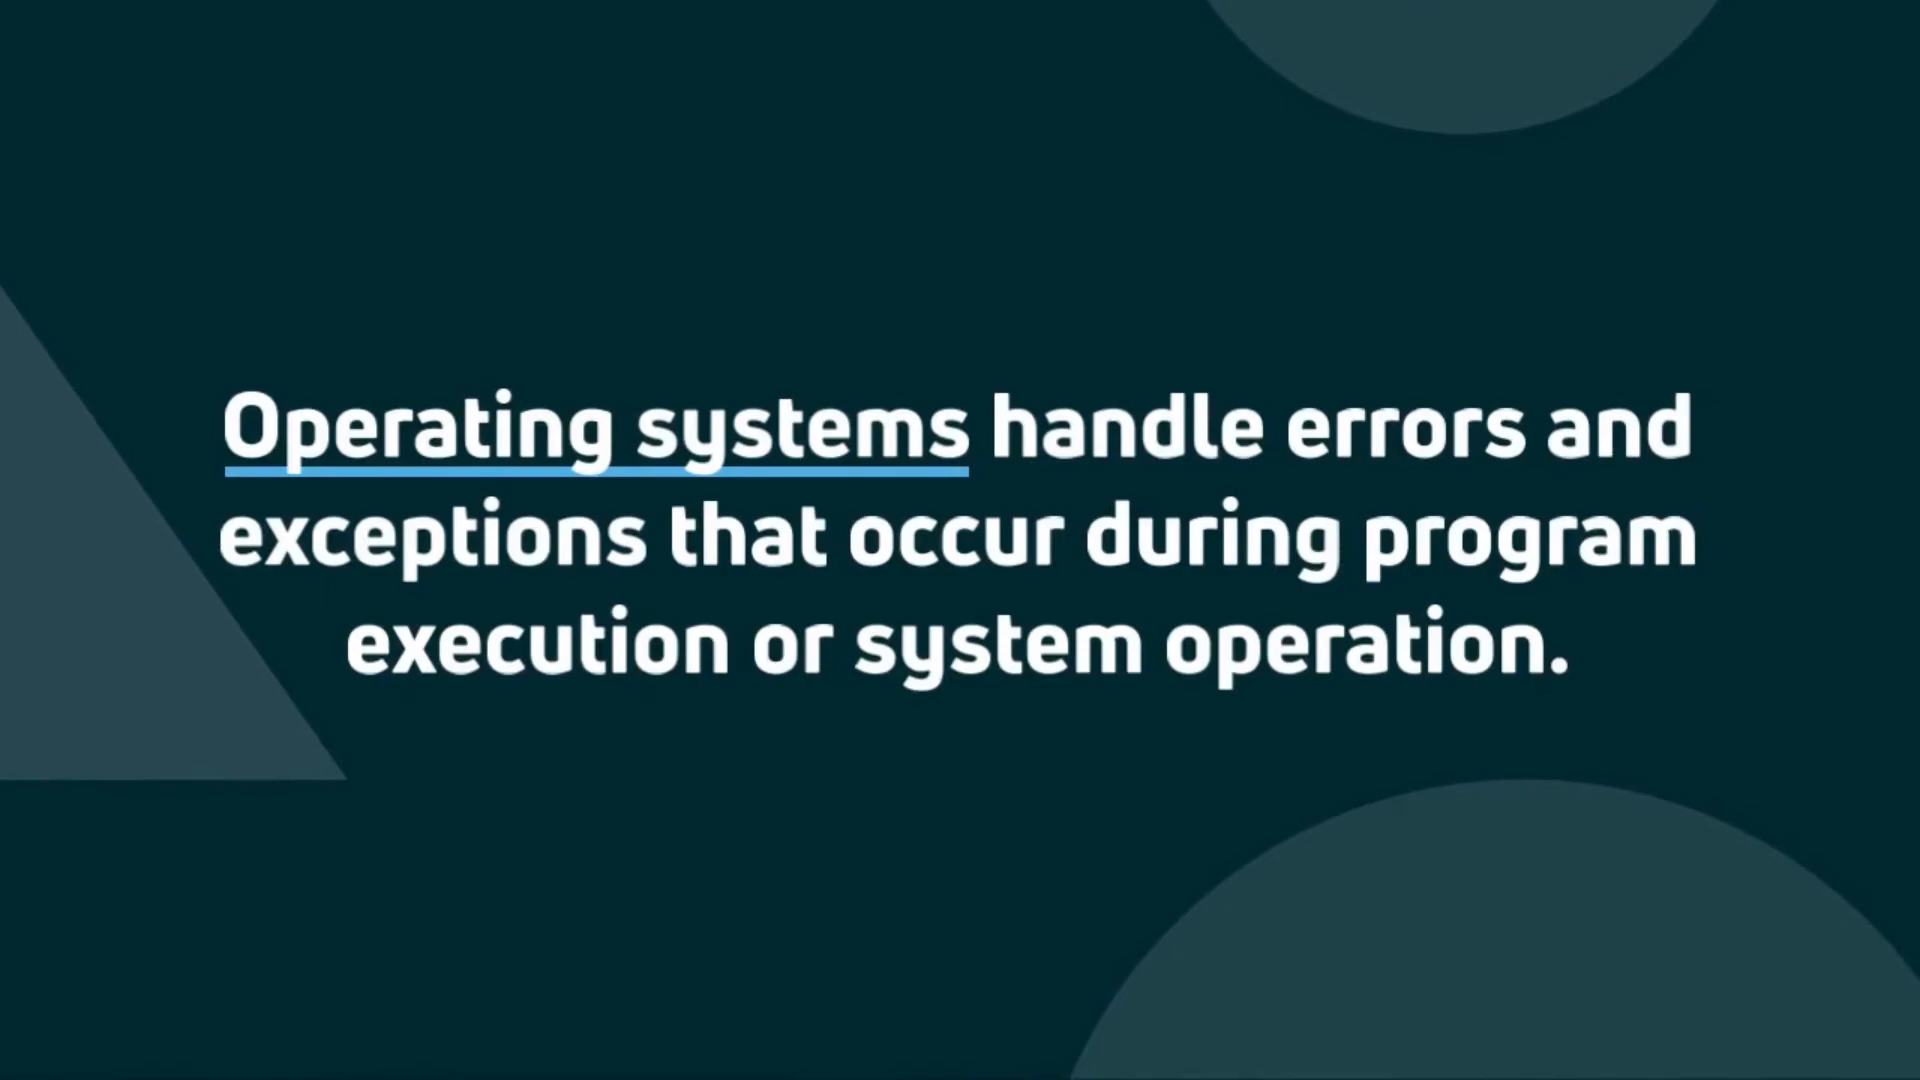 Operating systems handle errors and
exceptions that occur during program
execution or system operation.